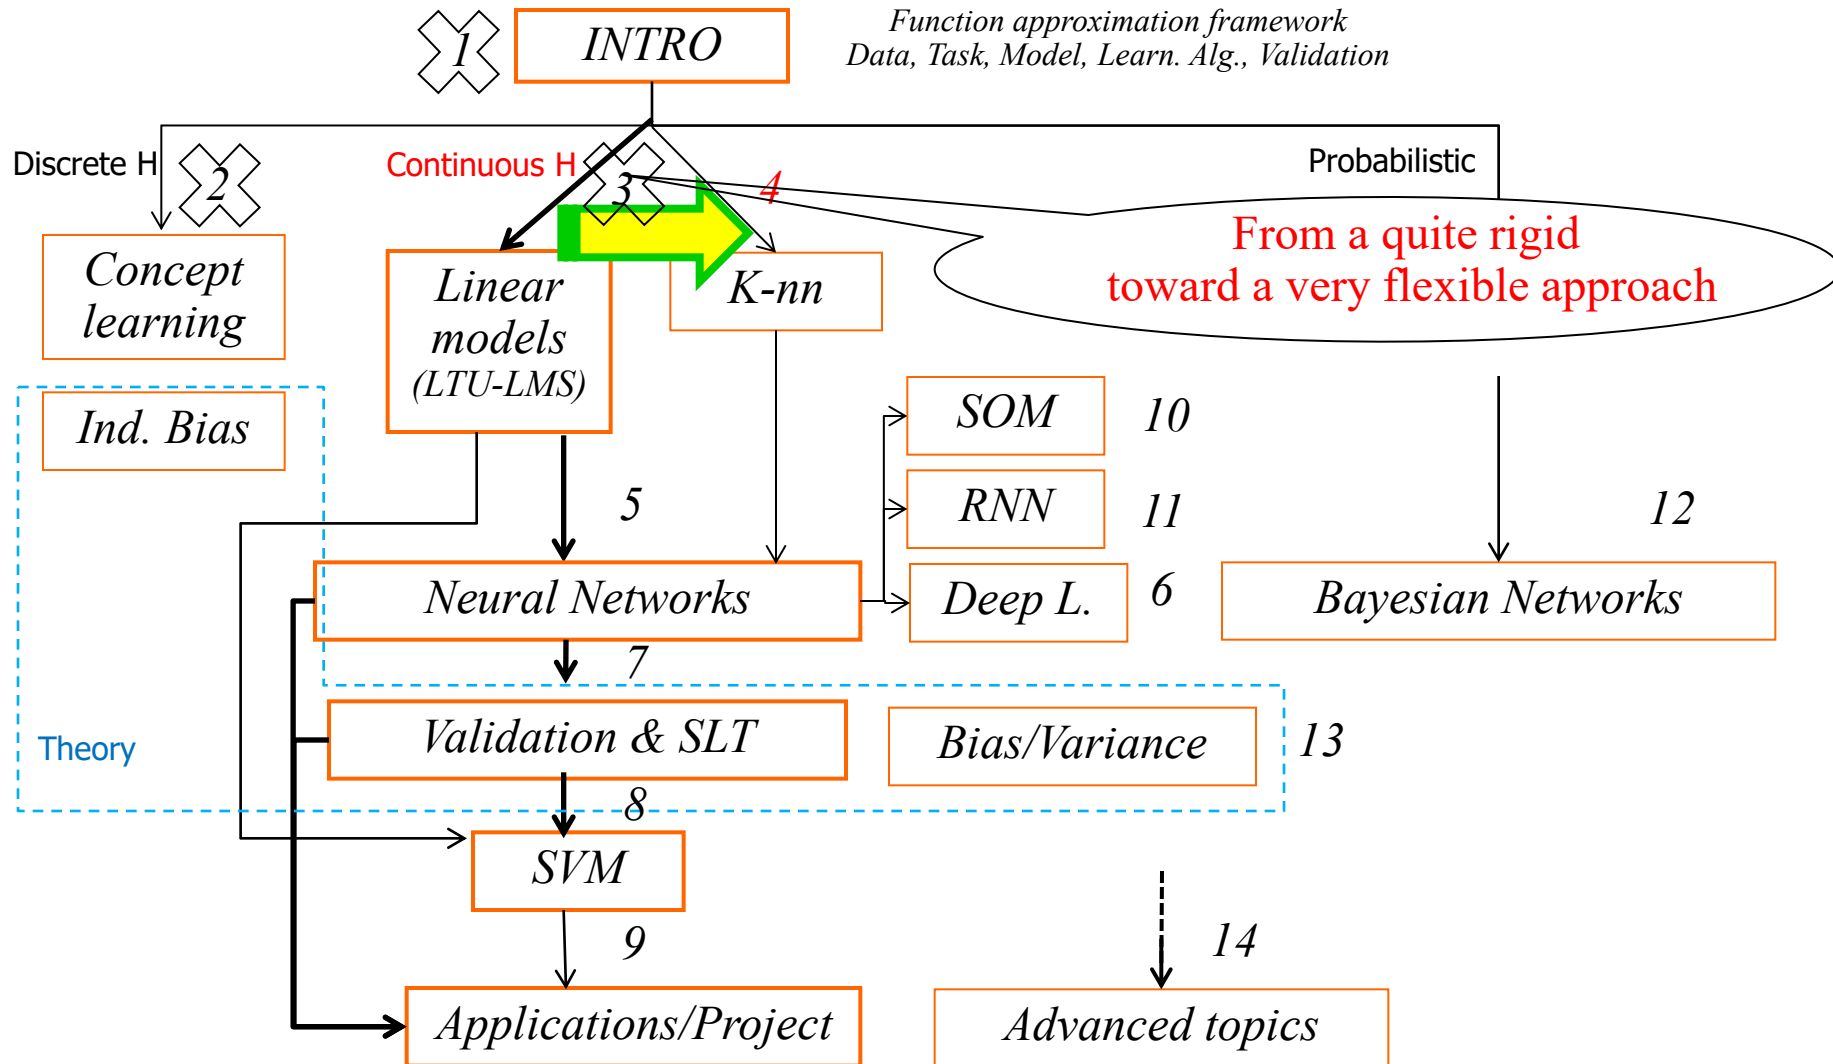 1
INTRO
Function approximation framework
Data, Task, Model, Learn. Alg., Validation
Discrete H
2
Continuous H
3
4
Probabilistic
From a quite rigid
toward a very flexible approach
Concept
learning
Linear
models
(LTU-LMS)
K-nn
Ind. Bias
SOM
10
5
RNN
11
12
Neural Networks
Deep L.
6
Bayesian Networks
7
Theory
Validation & SLT
Bias/Variance
13
8
SVM
9
14
Applications/Project
Advanced topics